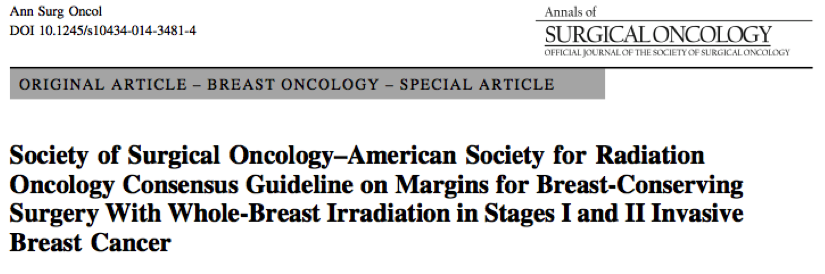 Ann Surg Oncol
DOI 10.1245/s10434-014-3481-4
Annals of
SURGICAL ONCOLOGY
OFFICIAL JOURNAL OF THE SOCIETY OF SURGICAL ONCOLOGY
ORIGINAL ARTICLE – BREAST ONCOLOGY – SPECIAL ARTICLE
Society of Surgical Oncology–American Society for Radiation
Oncology Consensus Guideline on Margins for Breast-Conserving
Surgery With Whole-Breast Irradiation in Stages I and II Invasive
Breast Cancer